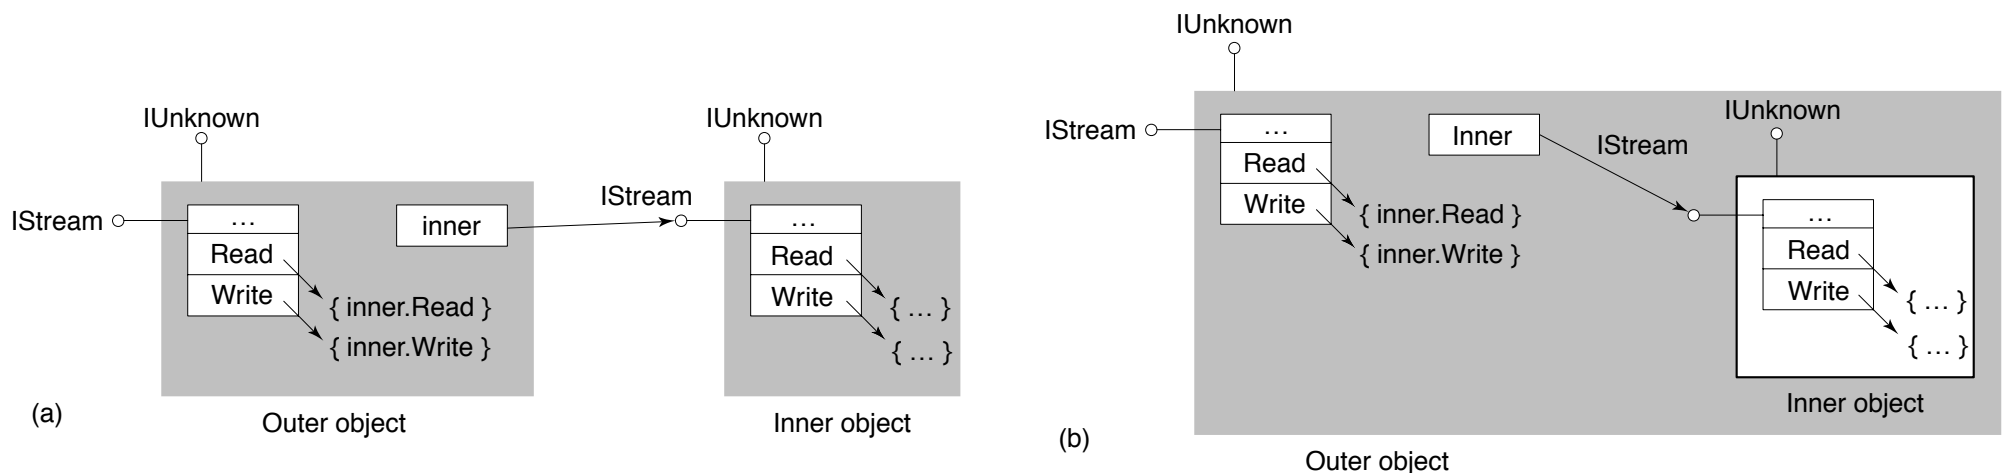 IUnknown
IUnknown
IStream
IStream
...
inner
...
Read
Read
Write
Write
{ inner.Read }
{ ... }
{ inner.Write }
{ ... }
(a)
Outer object
Inner object
IUnknown
IUnknown
IStream
...
Inner
IStream
Read
Write
{ inner.Read }
...
{ inner.Write }
Read
Write
{ ... }
{ ... }
Inner object
(b)
Outer object